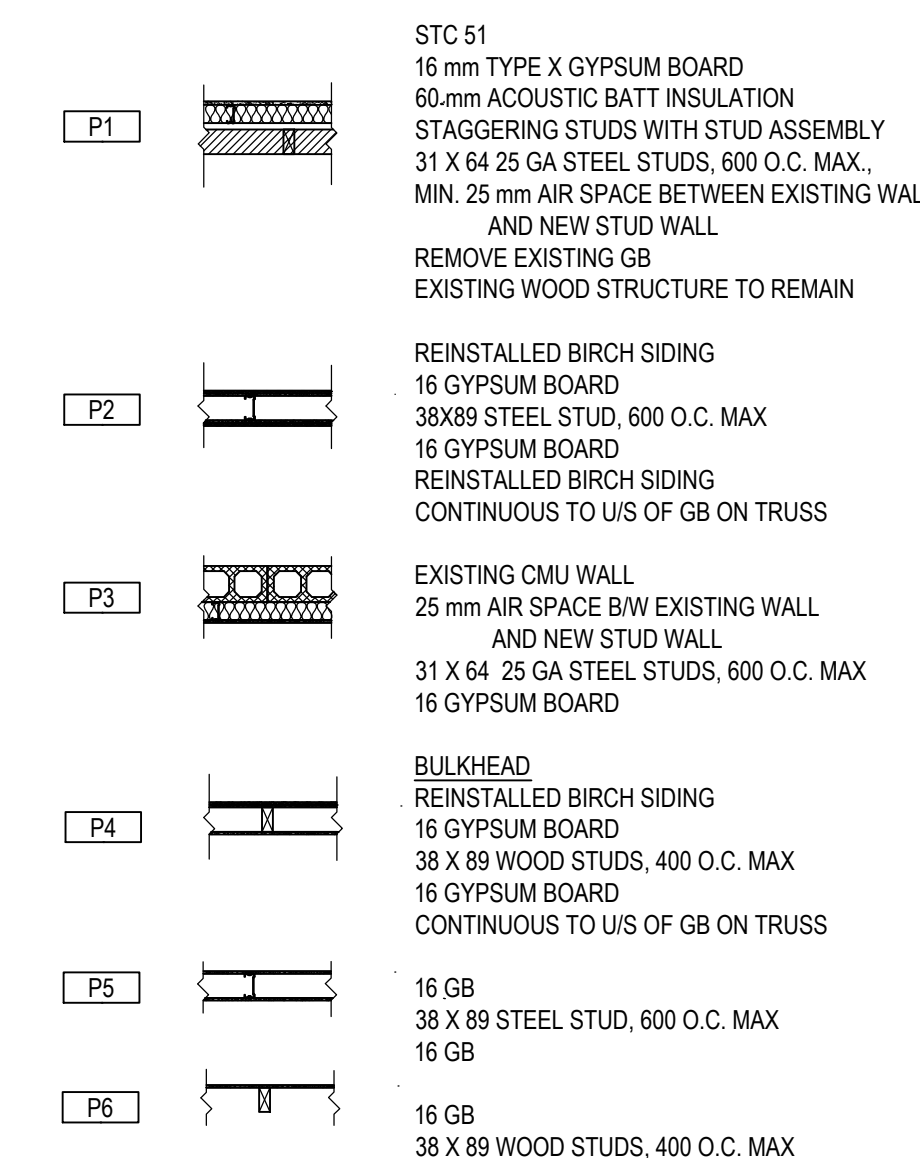 P1
STC 51
16 mm TYPE X GYPSUM BOARD
60 mm ACOUSTIC BATT INSULATION
STAGGERING STUDS WITH STUD ASSEMBLY
31 X 64 25 GA STEEL STUDS, 600 O.C. MAX.,
MIN. 25 mm AIR SPACE BETWEEN EXISTING WAL
AND NEW STUD WALL
REMOVE EXISTING GB
EXISTING WOOD STRUCTURE TO REMAIN
P2
REINSTALLED BIRCH SIDING
16 GYPSUM BOARD
38X89 STEEL STUD, 600 O.C. MAX
16 GYPSUM BOARD
REINSTALLED BIRCH SIDING
CONTINUOUS TO U/S OF GB ON TRUSS
P3
EXISTING CMU WALL
25 mm AIR SPACE B/W EXISTING WALL
AND NEW STUD WALL
31 X 64 25 GA STEEL STUDS, 600 O.C. MAX
16 GYPSUM BOARD
P4
BULKHEAD
REINSTALLED BIRCH SIDING
16 GYPSUM BOARD
38 X 89 WOOD STUDS, 400 O.C. MAX
16 GYPSUM BOARD
CONTINUOUS TO U/S OF GB ON TRUSS
P5
16 GB
38 X 89 STEEL STUD, 600 O.C. MAX
16 GB
P6
16 GB
38 X 89 WOOD STUDS, 400 O.C. MAX